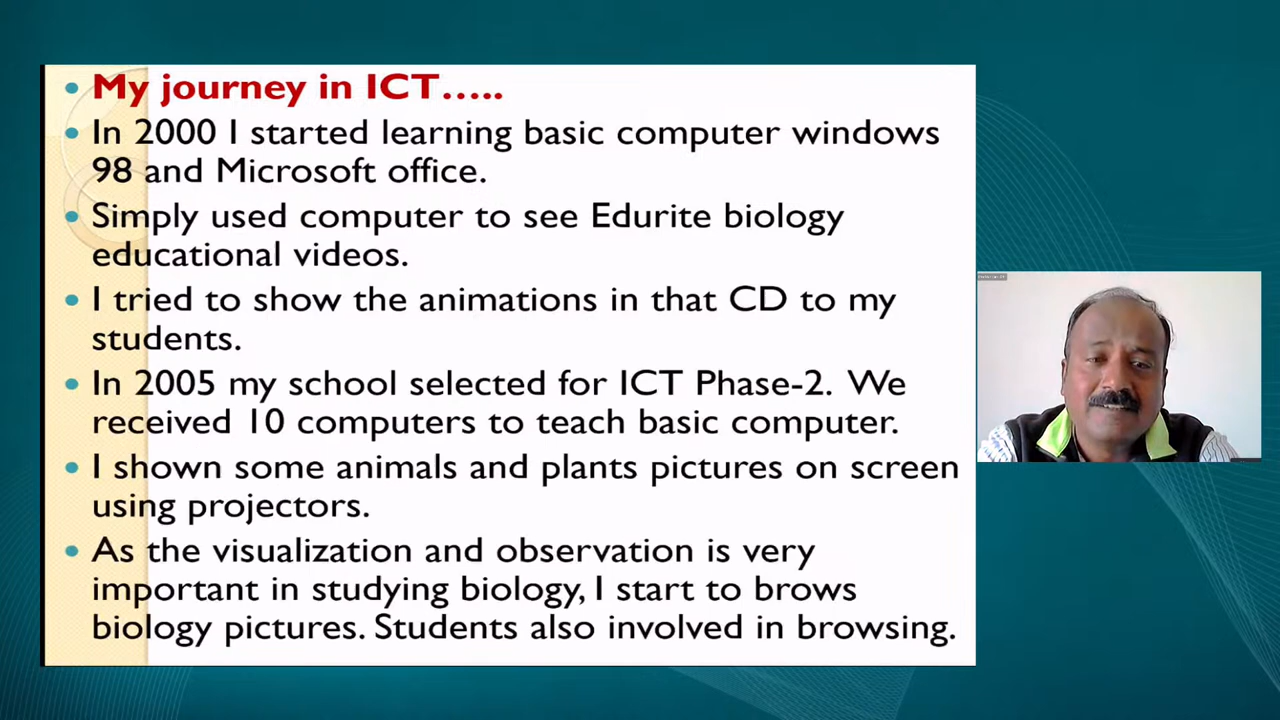 My journey in ICT.....
In 2000 I started learning basic computer windows
98 and Microsoft office.
Simply used computer to see Edurite biology
educational videos.
I tried to show the animations in that CD to my
students.
In 2005 my school selected for ICT Phase-2. We
received 10 computers to teach basic computer.
I shown some animals and plants pictures on screen
using projectors.
As the visualization and observation is very
important in studying biology, I start to brows
biology pictures. Students also involved in browsing.